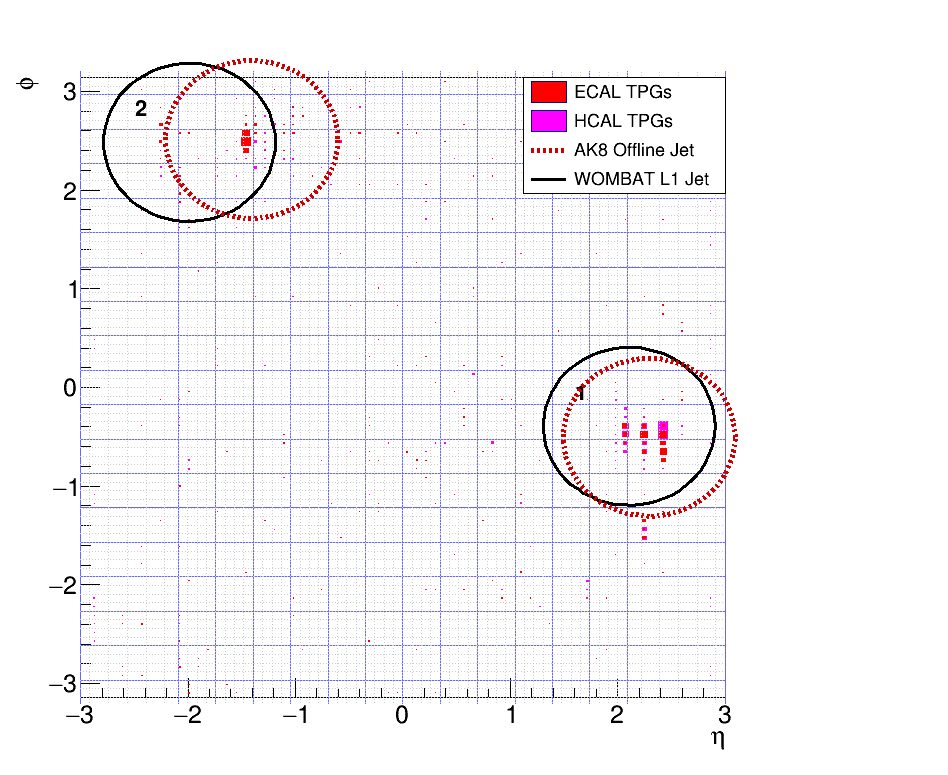 ϕ
3
2
1
0
−1
−2
−3
2
1
ECAL TPGs
HCAL TPGs
AK8 Offline Jet
WOMBAT L1 Jet
−3 −2 −1 0 1 2 3
η